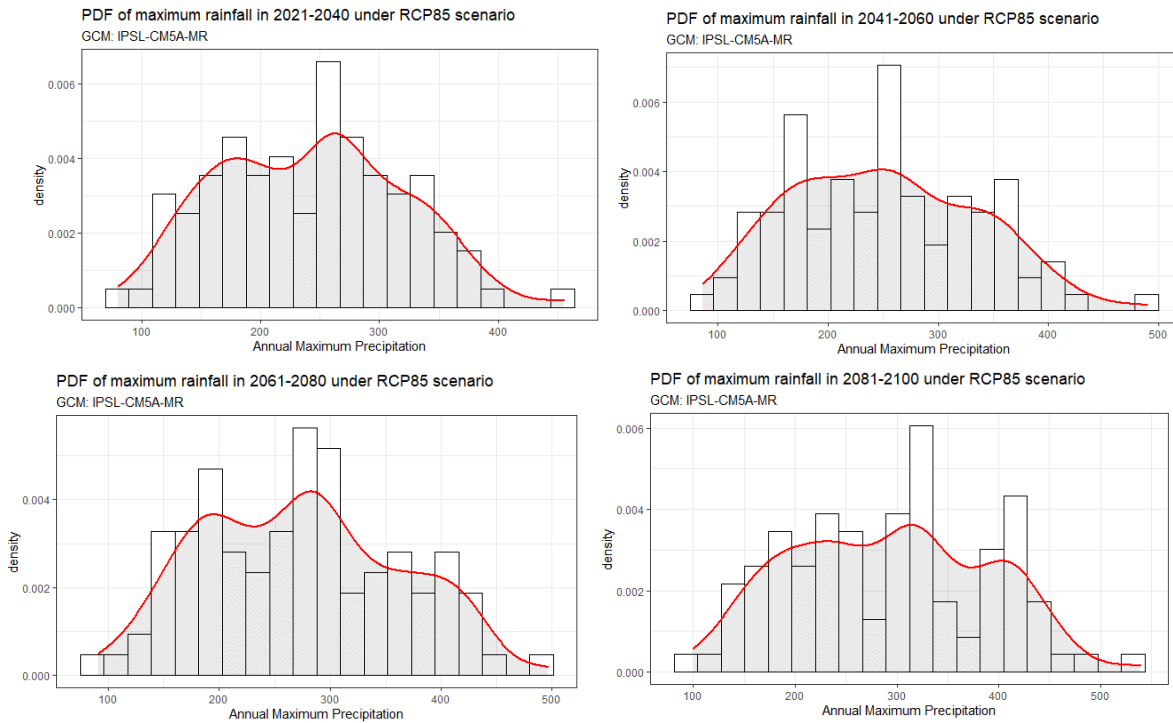 PDF of maximum rainfall in 2021-2040 under RCP85 scenario
GCM: IPSL-CM5A-MR
0.006
0.004
0.002
0.000
density
100 200 300 400
Annual Maximum Precipitation
PDF of maximum rainfall in 2041-2060 under RCP85 scenario
GCM: IPSL-CM5A-MR
0.006
0.004
0.002
0.000
density
100 200 300 400 500
Annual Maximum Precipitation
PDF of maximum rainfall in 2061-2080 under RCP85 scenario
GCM: IPSL-CM5A-MR
0.004
0.002
0.000
density
100 200 300 400 500
Annual Maximum Precipitation
PDF of maximum rainfall in 2081-2100 under RCP85 scenario
GCM: IPSL-CM5A-MR
0.006
0.004
0.002
0.000
density
100 200 300 400 500
Annual Maximum Precipitation